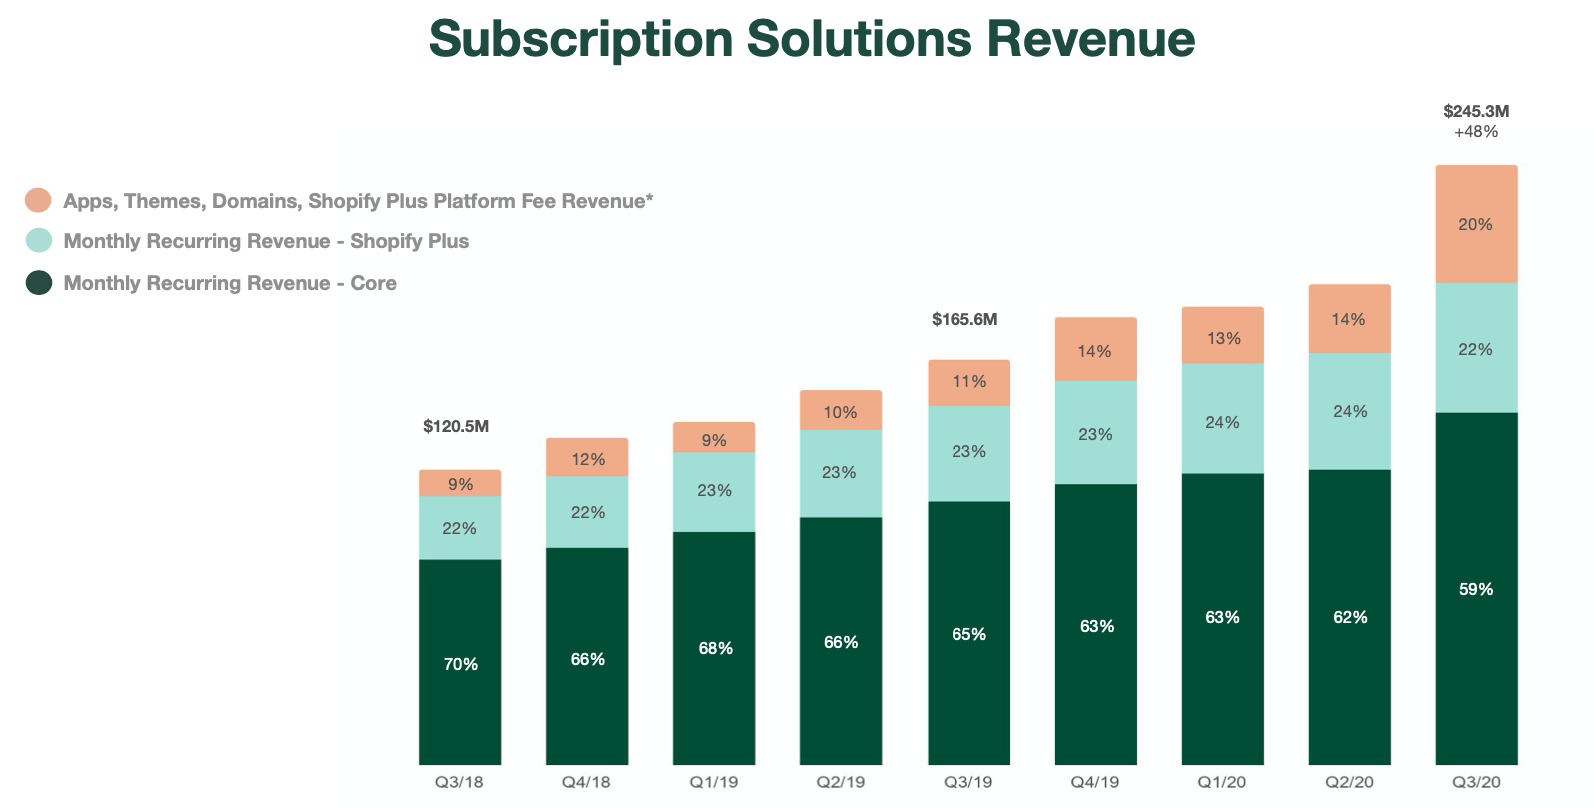 Subscription Solutions Revenue
$245.3M
+48%
Apps, Themes, Domains, Shopify Plus Platform Fee Revenue*
Monthly Recurring Revenue - Shopify Plus
Monthly Recurring Revenue - Core
$120.5M
9%
22%
70%
12%
22%
66%
9%
23%
68%
10%
23%
66%
$165.6M
11%
23%
65%
14%
23%
63%
13%
24%
63%
14%
24%
62%
20%
22%
59%
Q3/18
Q4/18
Q1/19
Q2/19
Q3/19
Q4/19
Q1/20
Q2/20
Q3/20